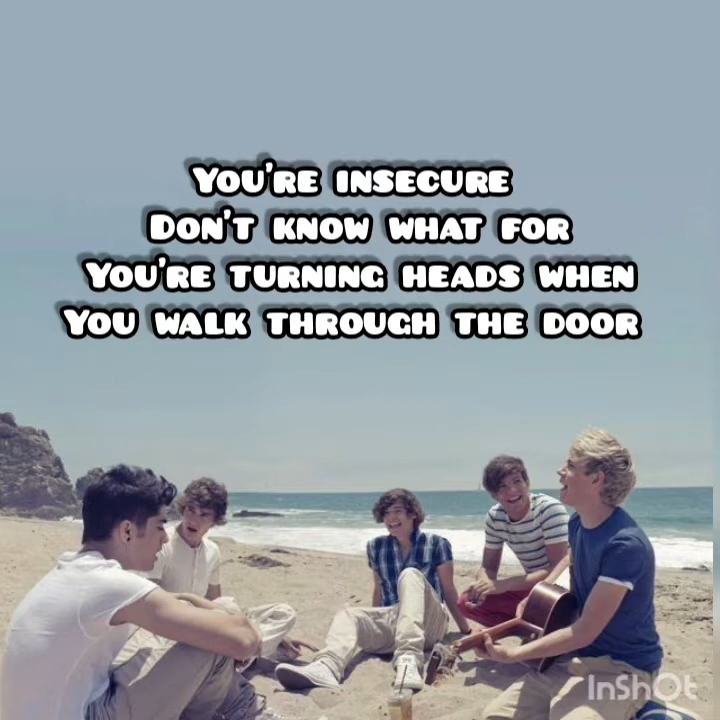 You're insecure
Don't know what for
You're turning heads when
You walk through the door
InShOt